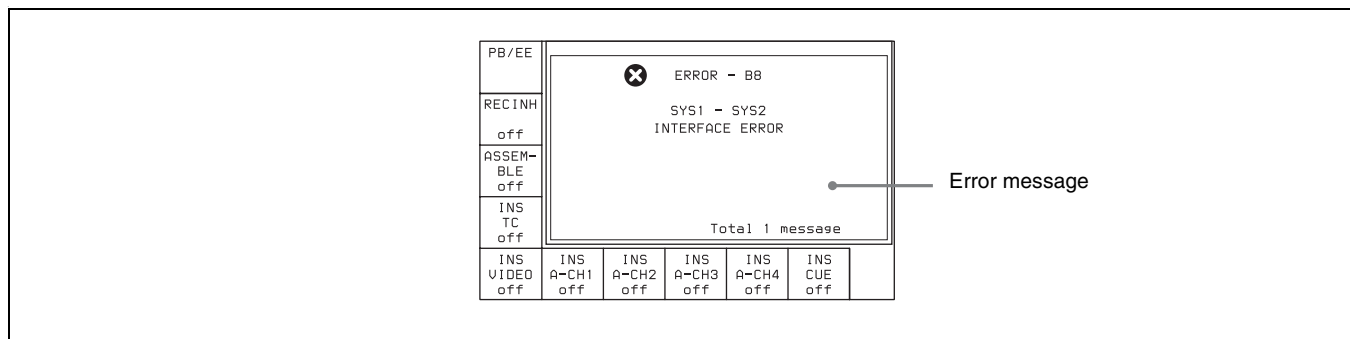 PB/EE
ERROR - B8
RECINH
off
SYS1 - SYS2
INTERFACE ERROR
ASSEM-
BLE
off
Error message
INS
TC
off
Total 1 message
INS
VIDEO
off
INS
A-CH1
off
INS
A-CH2
off
INS
A-CH3
off
INS
A-CH4
off
INS
CUE
off